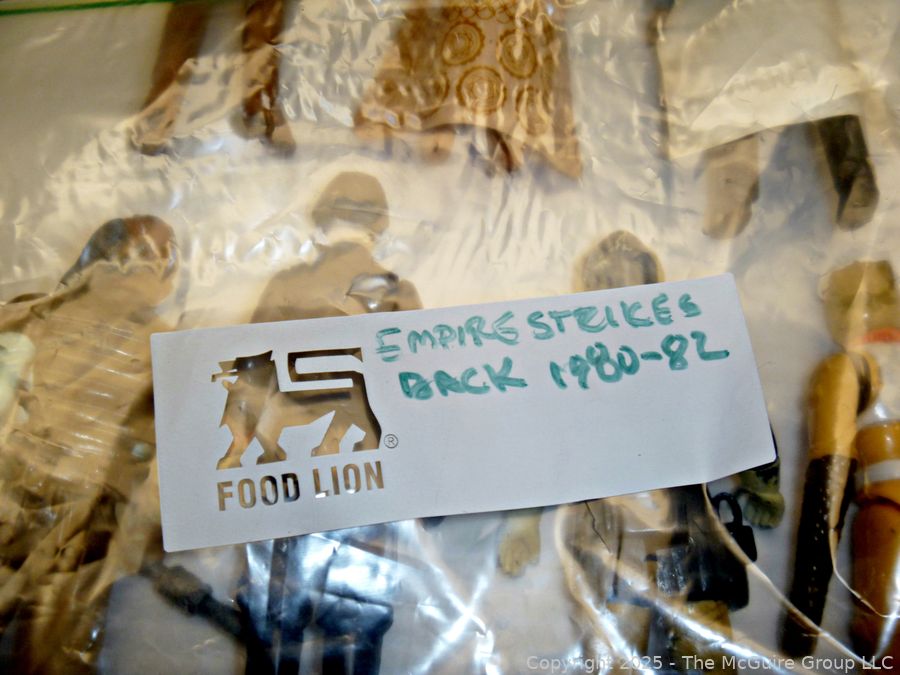 EMPIRE STRIKES
BACK 1980-82
®
FOOD LION
Copyright 2025 - The McGuire Group LLC